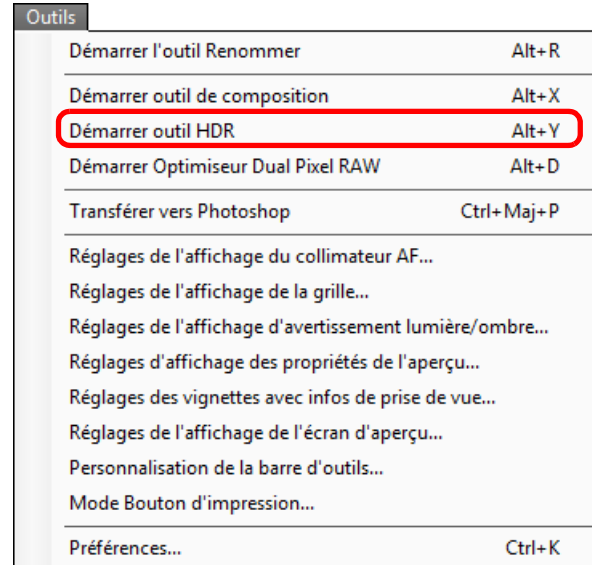 Outils
Démarrer l'outil Renommer Alt+R
Démarrer outil de composition Alt+X
Démarrer outil HDR Alt+Y
Démarrer Optimiseur Dual Pixel RAW Alt+D
Transférer vers Photoshop Ctrl+Maj+P
Réglages de l'affichage du collimateur AF...
Réglages de l'affichage de la grille...
Réglages de l'affichage d'avertissement lumière/ombre...
Réglages d'affichage des propriétés de l'aperçu...
Réglages des vignettes avec infos de prise de vue...
Réglages de l'affichage de l'écran d'aperçu...
Personnalisation de la barre d'outils...
Mode Bouton d'impression...
Préférences... Ctrl+K